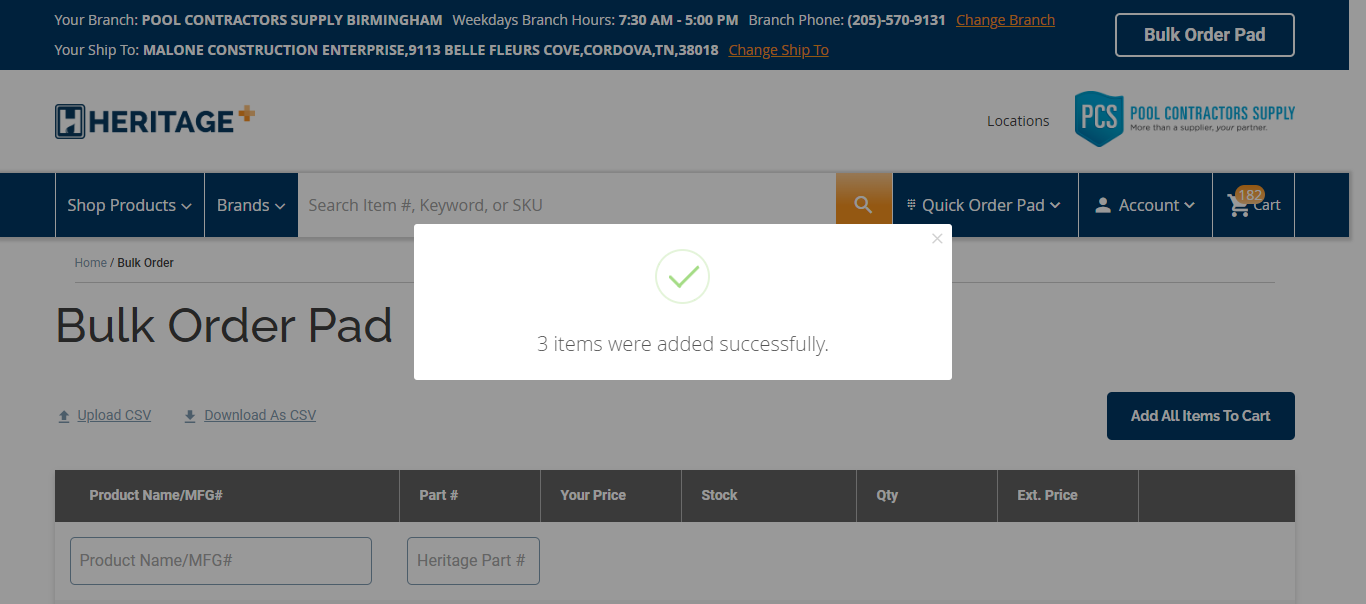 Your Branch: POOL CONTRACTORS SUPPLY BIRMINGHAM Weekdays Branch Hours: 7:30 AM - 5:00 PM Branch Phone: (205)-570-9131 Change Branch
Your Ship To: MALONE CONSTRUCTION ENTERPRISE,9113 BELLE FLEURS COVE,CORDOVA,TN,38018 Change Ship To
Bulk Order Pad
HERITAGE+
Locations
PCS POOL CONTRACTORS SUPPLY
More than a supplier, your partner.
Shop Products Brands Search Item #, Keyword, or SKU Quick Order Pad Account 182 Cart
Home / Bulk Order
Bulk Order Pad
3 items were added successfully.
Upload CSV Download As CSV Add All Items To Cart
Product Name/MFG# Part # Your Price Stock Qty Ext. Price
Product Name/MFG# Heritage Part #